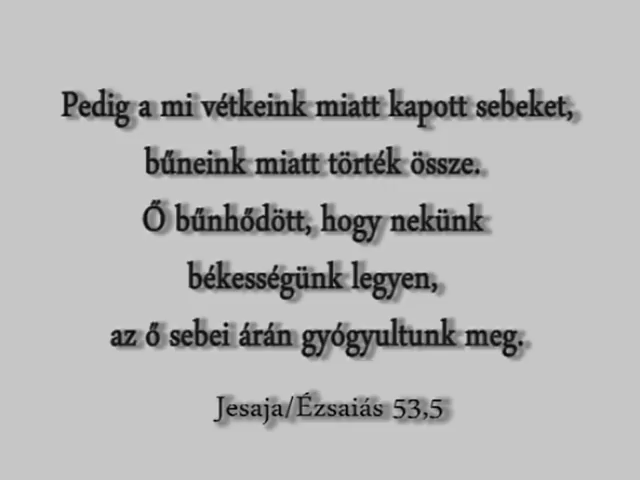 Pedig a mi vétkeink miatt kapott sebeket,
bűneink miatt törték össze.
Ő bűnhődött, hogy nekünk
békességünk legyen,
az ő sebei árán gyógyultunk meg.
Jesaja/Ézsaiás 53,5